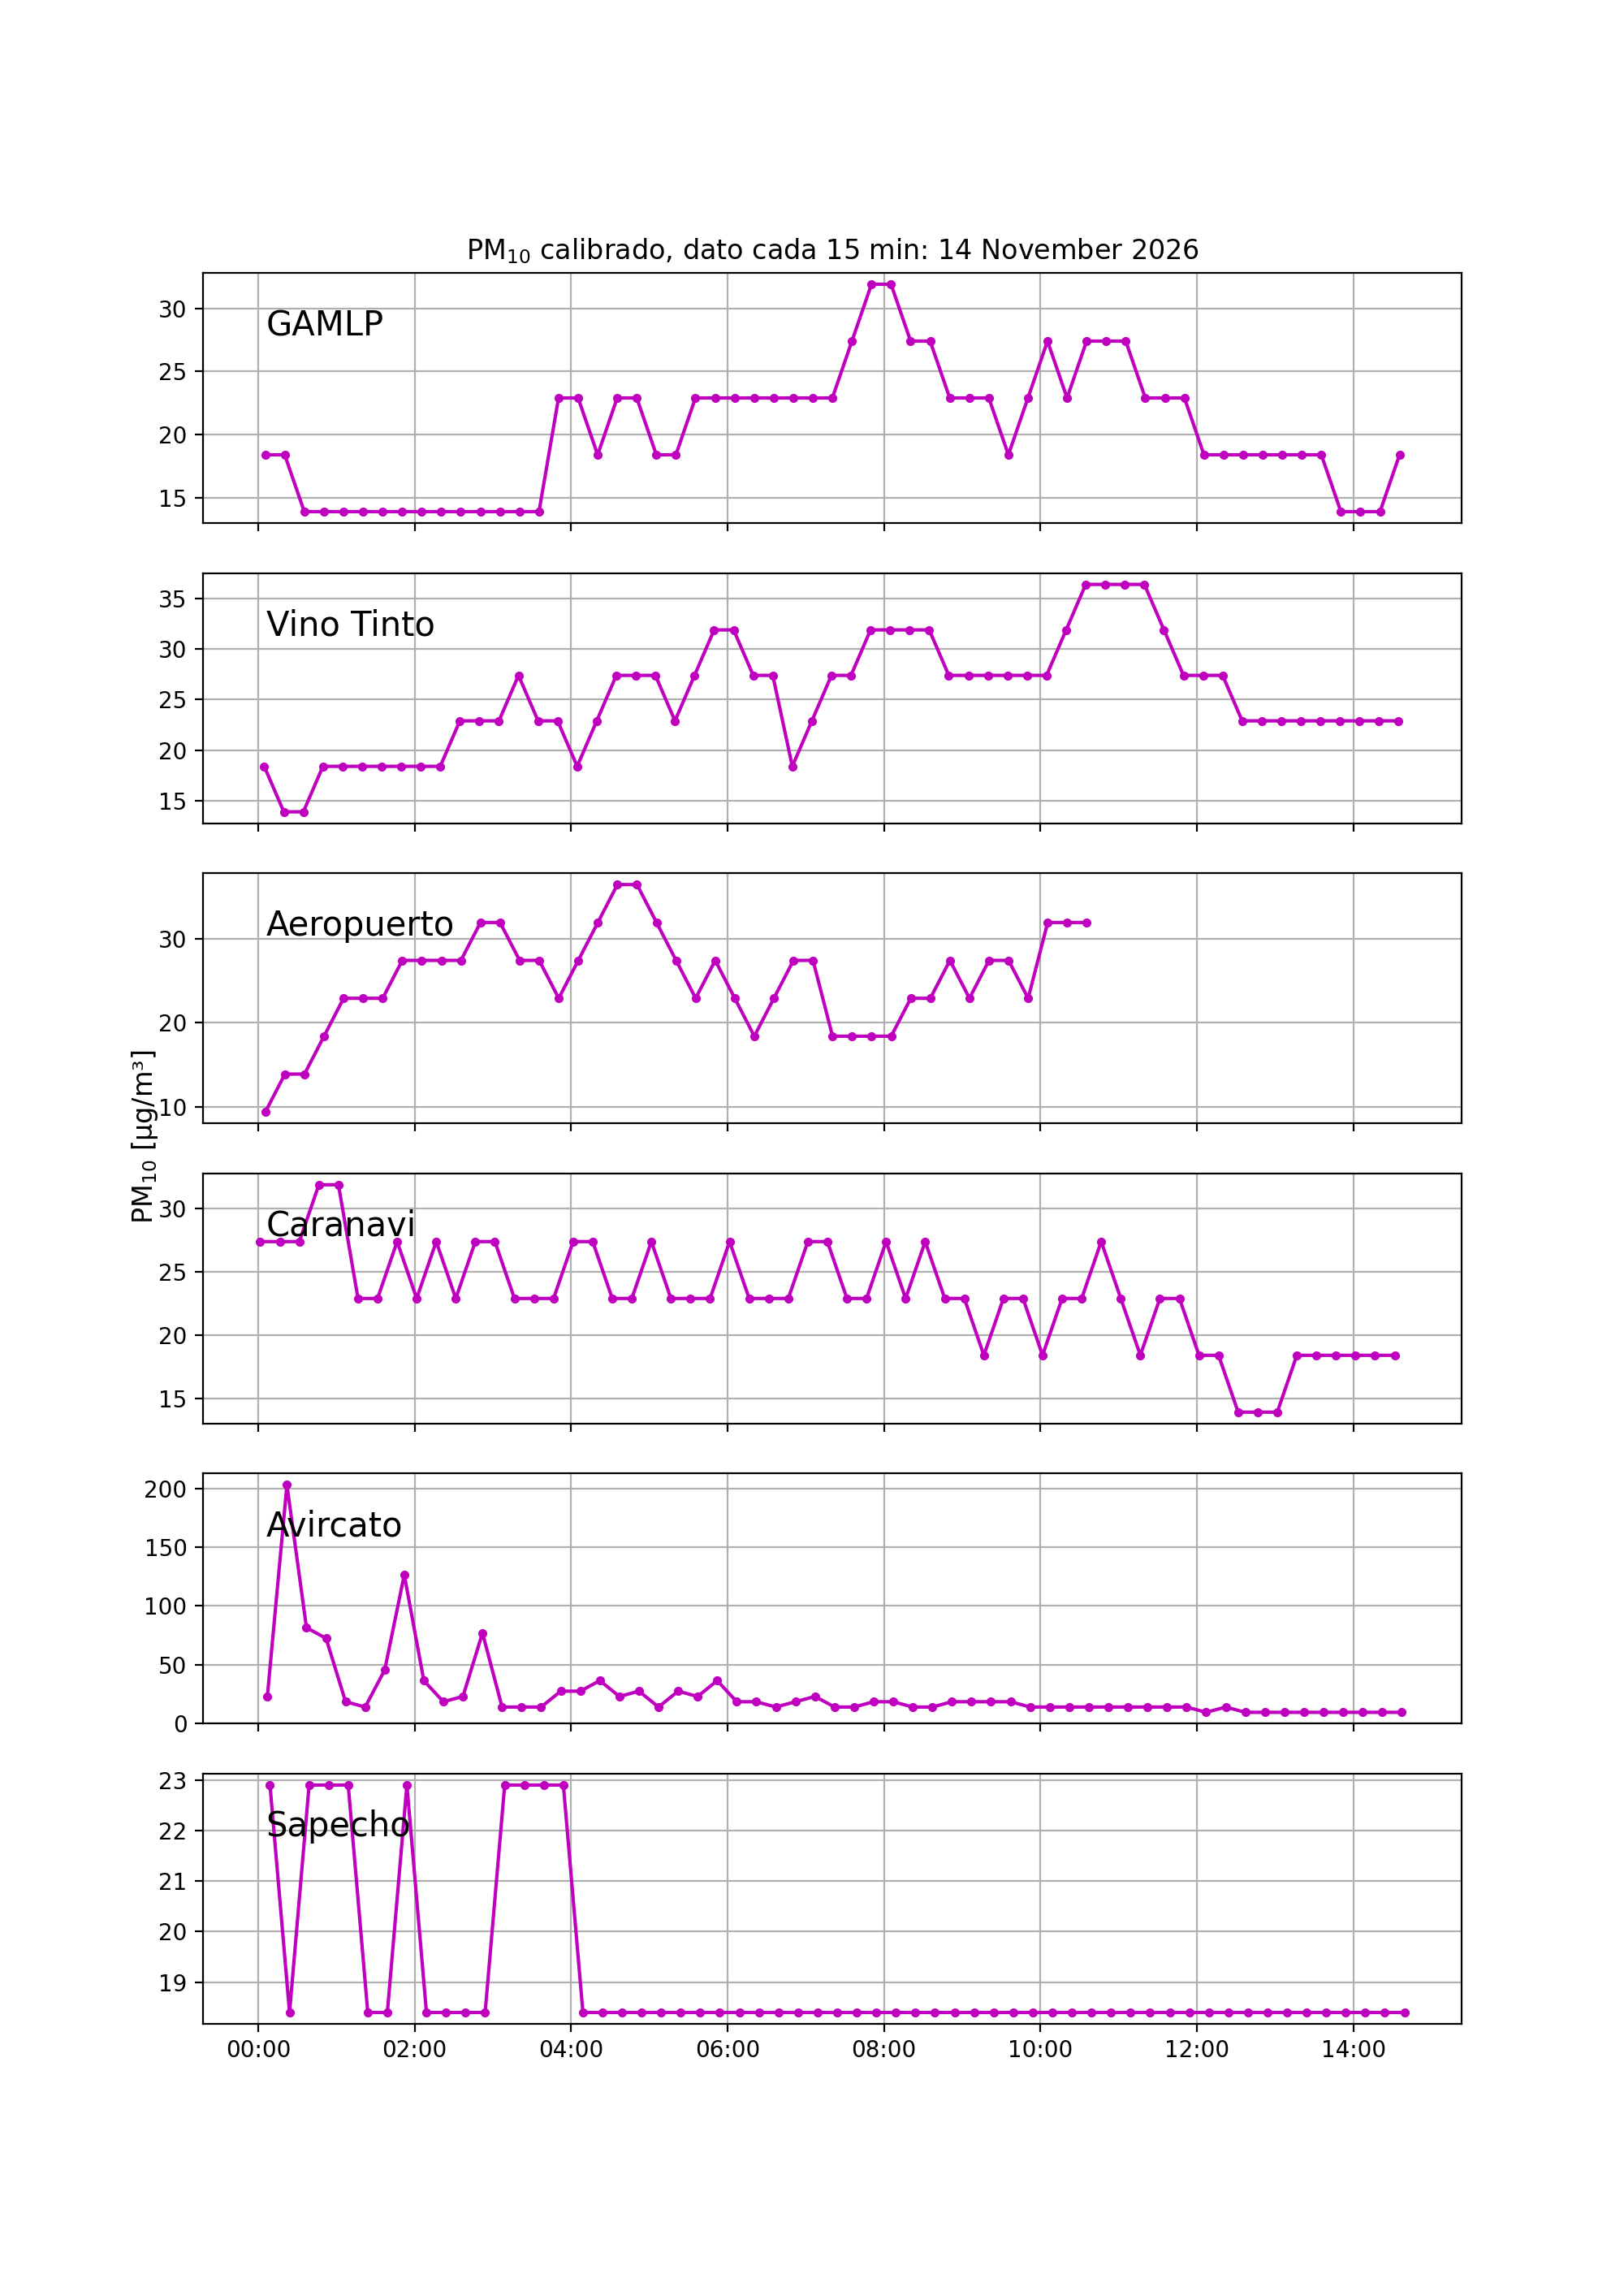 PM₁₀ calibrado, dato cada 15 min: 14 November 2026
30
25
20
15
GAMLP
35
30
25
20
15
Vino Tinto
30
20
10
Aeropuerto
PM₁₀ [µg/m³]
30
25
20
15
Caranavi
200
150
100
50
0
Avircato
23
22
21
20
19
Sapecho
00:00 02:00 04:00 06:00 08:00 10:00 12:00 14:00